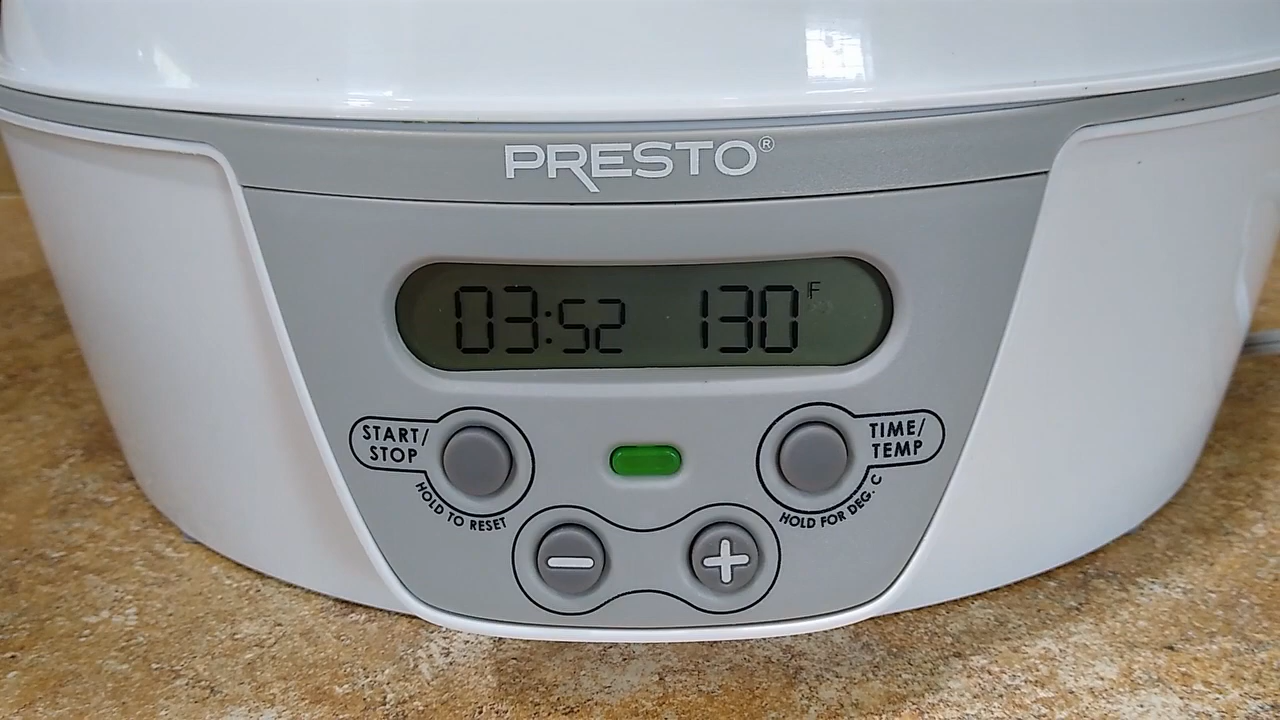 PRESTO®
03:52 130 F
START/
STOP
HOLD TO RESET
TIME/
TEMP
HOLD FOR DEG. C
− +